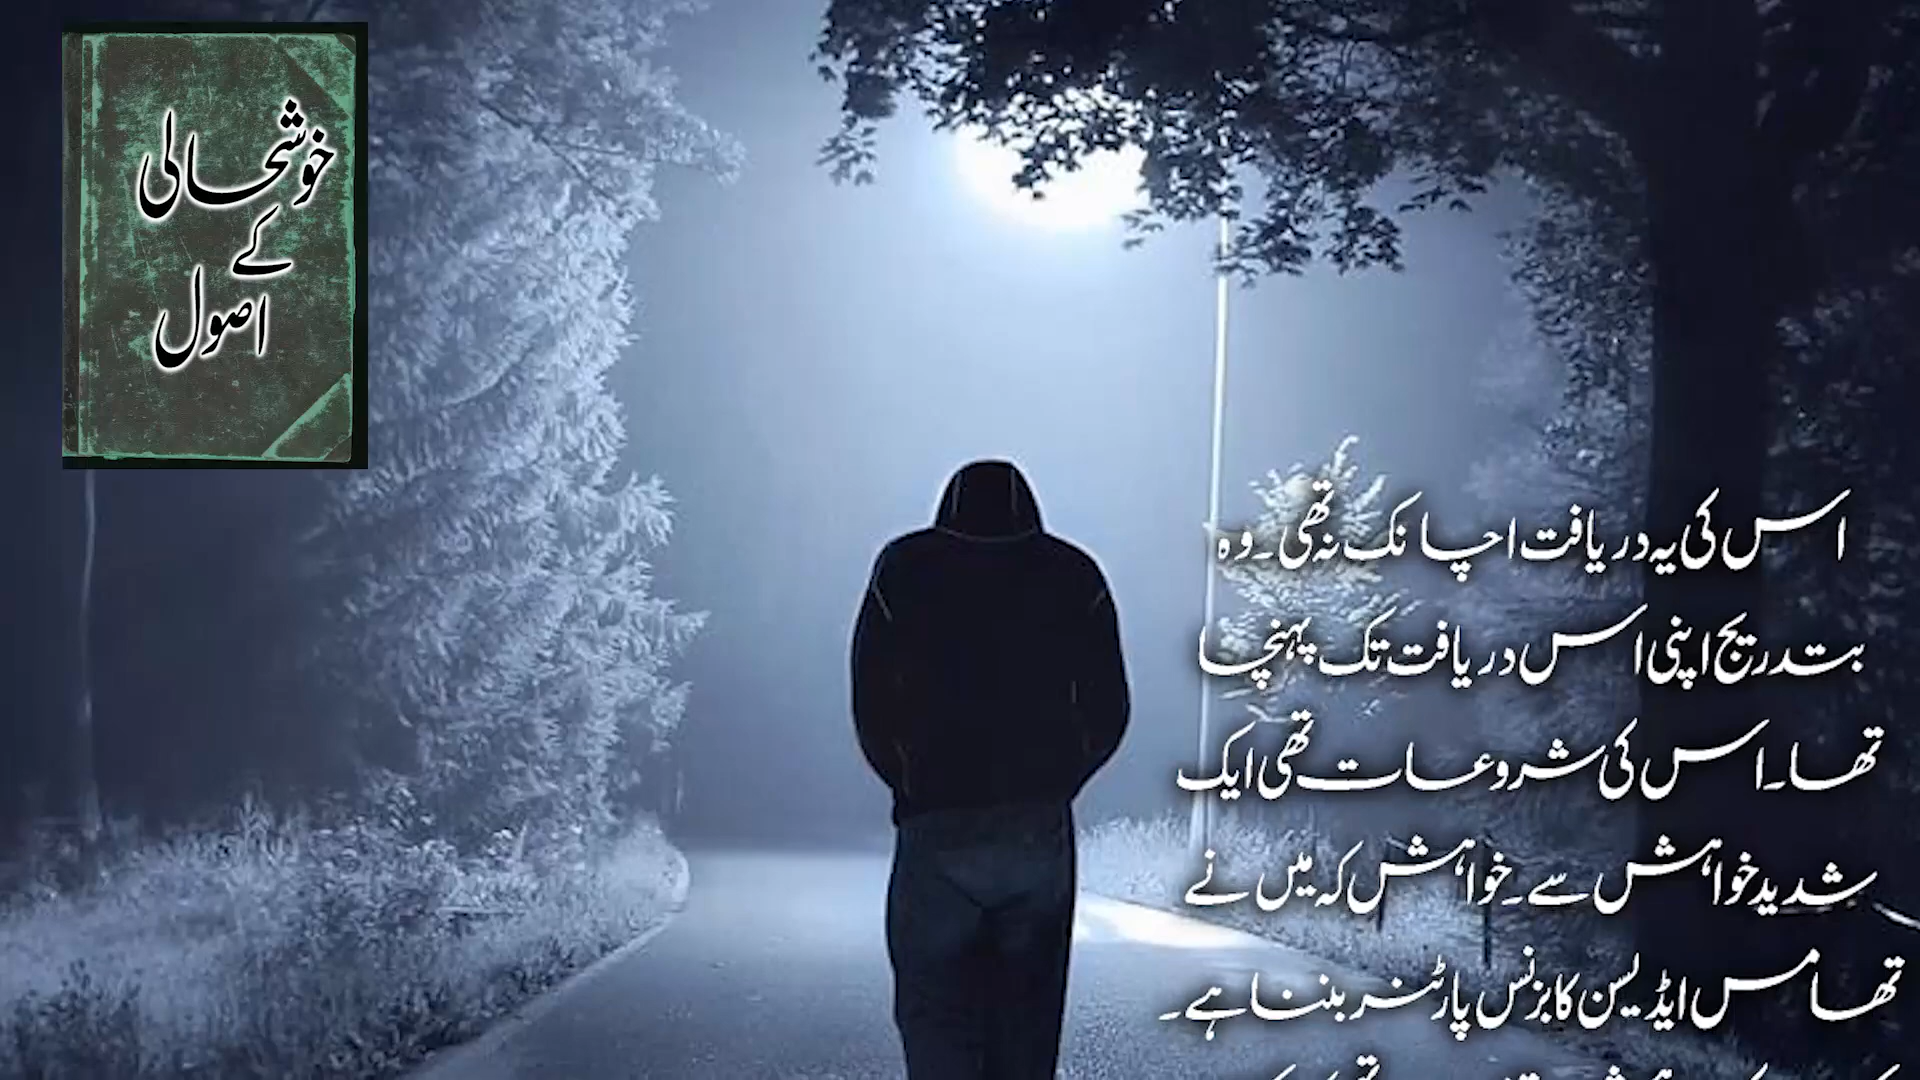 خوشحالی
کے
اصول
اس کی یہ دریافت اچانک نہ تھی۔ وہ
بتدریج اپنی اس دریافت تک پہنچا
تھا۔ اس کی شروعات تھی ایک
شدید خواہش سے۔ خواہش کہ میں نے
تھامس ایڈیسن کا بزنس پارٹنر بننا ہے۔